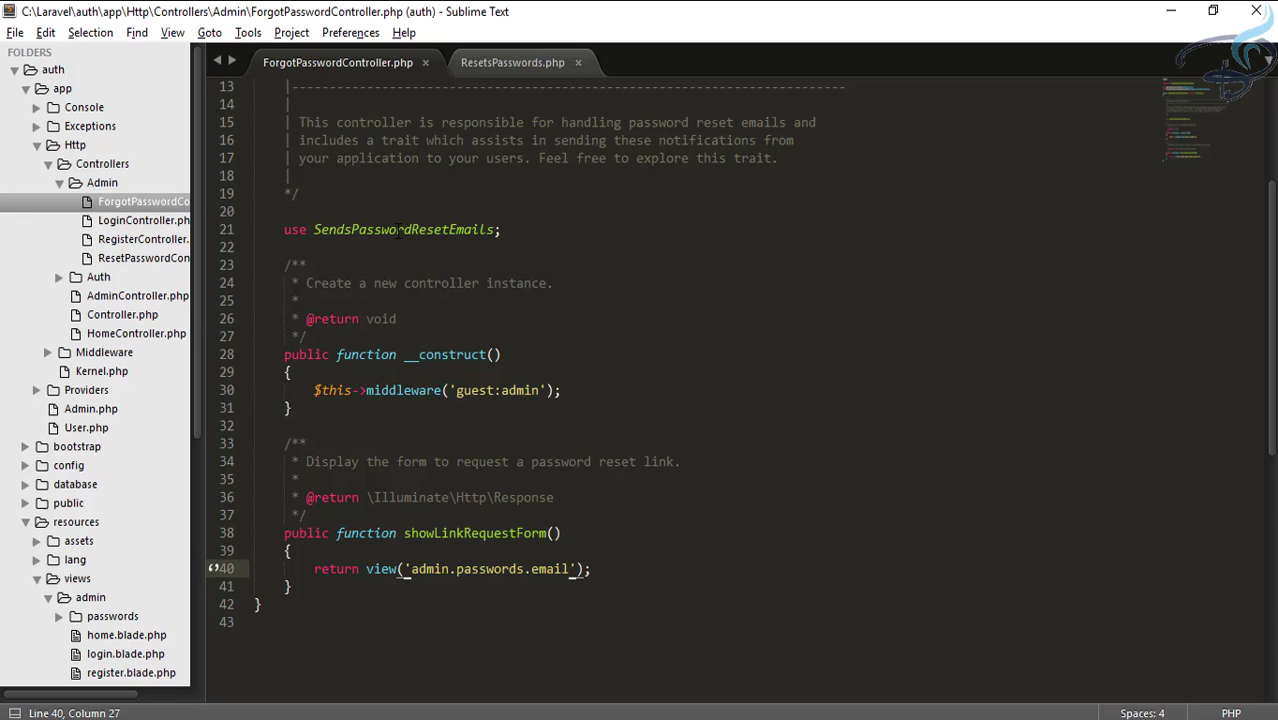 C:\Laravel\auth\app\Http\Controllers\Admin\ForgotPasswordController.php (auth) - Sublime Text
File Edit Selection Find View Goto Tools Project Preferences Help
FOLDERS
auth
app
Console
Exceptions
Http
Controllers
Admin
ForgotPasswordCo
LoginController.ph
RegisterController.
ResetPasswordCont
Auth
AdminController.php
Controller.php
HomeController.php
Middleware
Kernel.php
Providers
Admin.php
User.php
bootstrap
config
database
public
resources
assets
lang
views
admin
passwords
home.blade.php
login.blade.php
register.blade.php
ForgotPasswordController.php × ResetsPasswords.php ×
13 |--------------------------------------------------------------------------
14 |
15 | This controller is responsible for handling password reset emails and
16 | includes a trait which assists in sending these notifications from
17 | your application to your users. Feel free to explore this trait.
18 |
19 */
20
21 use SendsPasswordResetEmails;
22
23 /**
24 * Create a new controller instance.
25 *
26 * @return void
27 */
28 public function __construct()
29 {
30 $this->middleware('guest:admin');
31 }
32
33 /**
34 * Display the form to request a password reset link.
35 *
36 * @return \Illuminate\Http\Response
37 */
38 public function showLinkRequestForm()
39 {
40 return view('admin.passwords.email');
41 }
42 }
43
Line 40, Column 27 Spaces: 4 PHP